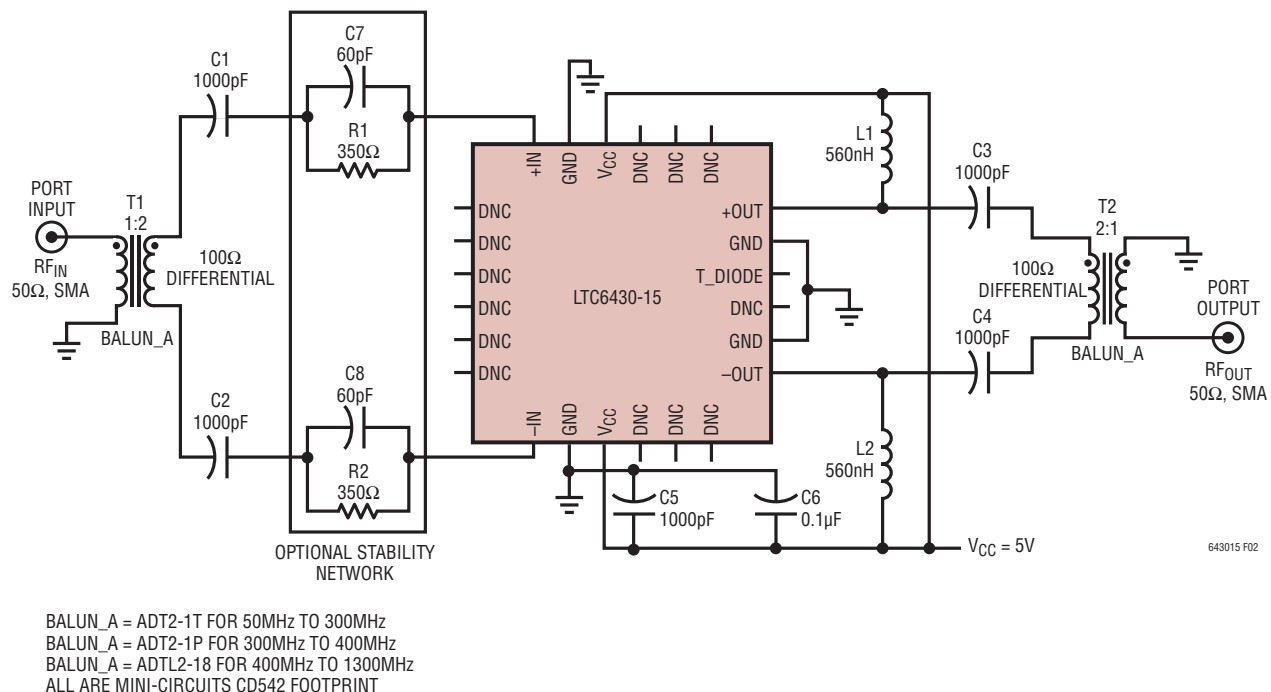 C1
1000pF
C7
60pF
R1
350Ω
PORT
INPUT
RFIN
50Ω, SMA
T1
1:2
BALUN_A
100Ω
DIFFERENTIAL
C2
1000pF
C8
60pF
R2
350Ω
OPTIONAL STABILITY
NETWORK
+IN
GND
VCC
DNC
DNC
DNC
DNC
DNC
DNC
DNC
DNC
DNC
LTC6430-15
+OUT
GND
T_DIODE
DNC
GND
–OUT
–IN
GND
VCC
DNC
DNC
DNC
L1
560nH
C3
1000pF
T2
2:1
100Ω
DIFFERENTIAL
C4
1000pF
BALUN_A
PORT
OUTPUT
RFOUT
50Ω, SMA
L2
560nH
C5
1000pF
C6
0.1µF
VCC = 5V
643015 F02
BALUN_A = ADT2-1T FOR 50MHz TO 300MHz
BALUN_A = ADT2-1P FOR 300MHz TO 400MHz
BALUN_A = ADTL2-18 FOR 400MHz TO 1300MHz
ALL ARE MINI-CIRCUITS CD542 FOOTPRINT